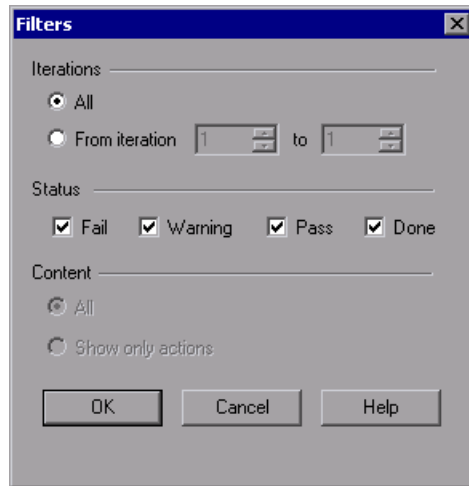 Filters
Iterations
All
From iteration 1 to 1
Status
Fail Warning Pass Done
Content
All
Show only actions
OK Cancel Help